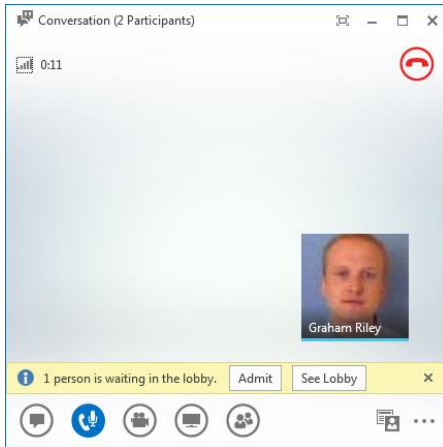 Conversation (2 Participants)
0:11
Graham Riley
1 person is waiting in the lobby. Admit See Lobby